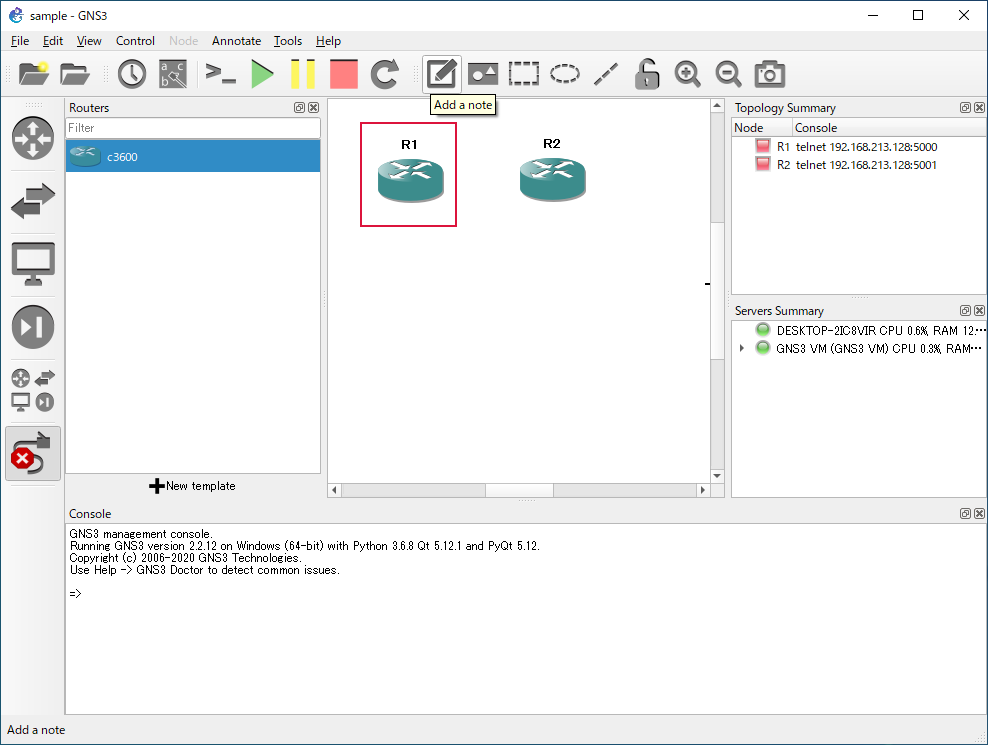 sample - GNS3
File Edit View Control Node Annotate Tools Help
Add a note
Routers
Filter
c3600
New template
R1
R2
Topology Summary
Node Console
R1 telnet 192.168.213.128:5000
R2 telnet 192.168.213.128:5001
Servers Summary
DESKTOP-2IC8VIR CPU 0.6%, RAM 12.…
GNS3 VM (GNS3 VM) CPU 0.3%, RAM…
Console
GNS3 management console.
Running GNS3 version 2.2.12 on Windows (64-bit) with Python 3.6.8 Qt 5.12.1 and PyQt 5.12.
Copyright (c) 2006-2020 GNS3 Technologies.
Use Help -> GNS3 Doctor to detect common issues.
=>
Add a note